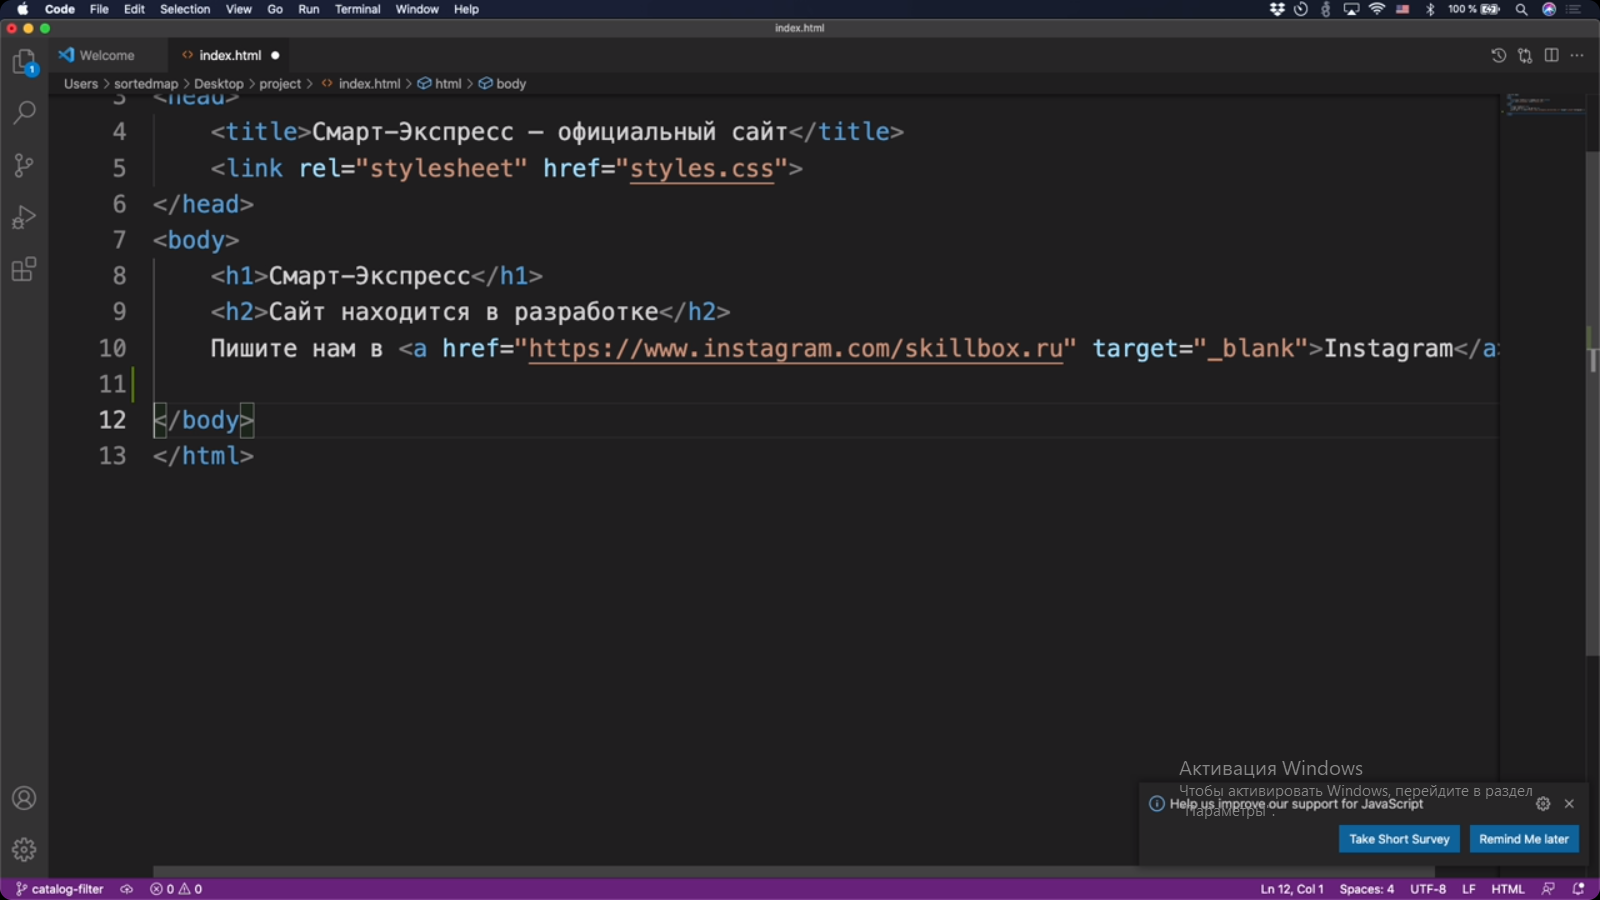 Code File Edit Selection View Go Run Terminal Window Help 100 %
index.html
Welcome index.html
1
Users > sortedmap > Desktop > project > index.html > html > body
3 <head>
4 <title>Смарт-Экспресс — официальный сайт</title>
5 <link rel="stylesheet" href="styles.css">
6 </head>
7 <body>
8 <h1>Смарт-Экспресс</h1>
9 <h2>Сайт находится в разработке</h2>
10 Пишите нам в <a href="https://www.instagram.com/skillbox.ru" target="_blank">Instagram</a>
11
12 </body>
13 </html>
Активация Windows
Чтобы активировать Windows, перейдите в раздел
"Параметры".
Help us improve our support for JavaScript
Take Short Survey Remind Me later
catalog-filter 0 0 Ln 12, Col 1 Spaces: 4 UTF-8 LF HTML